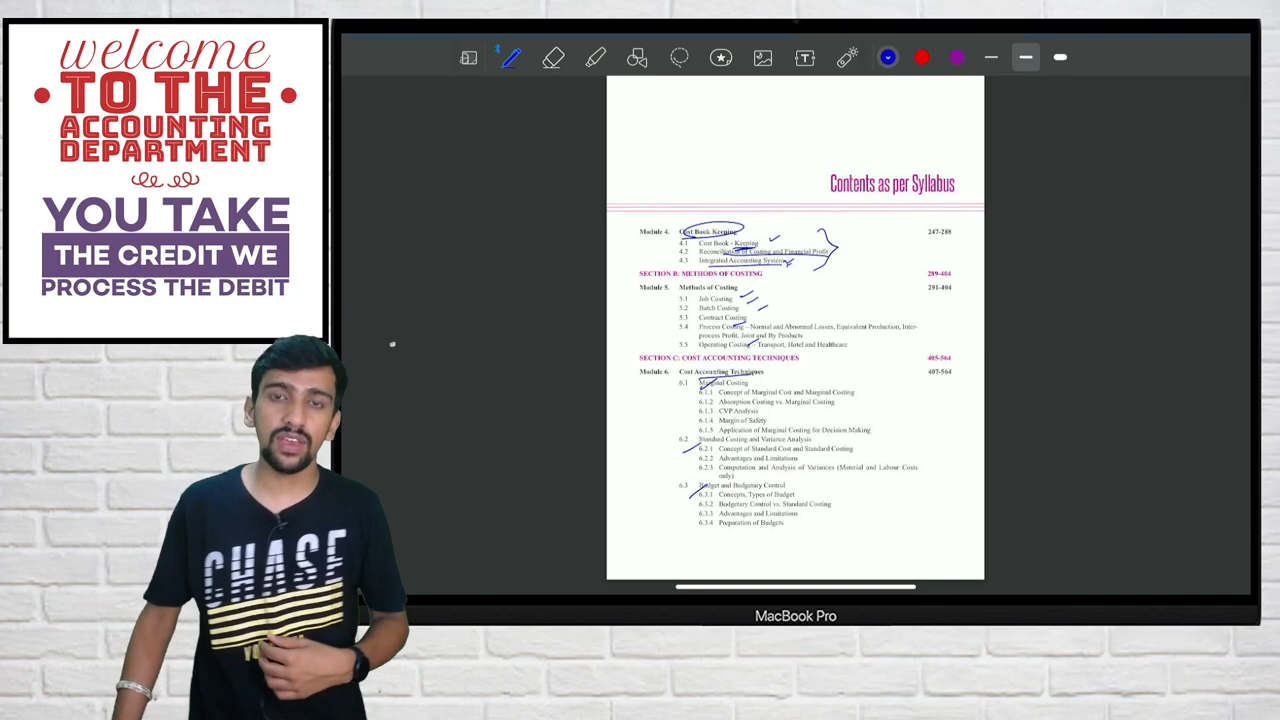 welcome
TO THE
ACCOUNTING
DEPARTMENT
YOU TAKE
THE CREDIT WE
PROCESS THE DEBIT
Contents as per Syllabus
Module 4. Cost Book Keeping 247-288
4.1 Cost Book - Keeping
4.2 Reconciliation of Costing and Financial Profit
4.3 Integrated Accounting System
SECTION B: METHODS OF COSTING 289-404
Module 5. Methods of Costing 291-404
5.1 Job Costing
5.2 Batch Costing
5.3 Contract Costing
5.4 Process Costing – Normal and Abnormal Losses, Equivalent Production, Inter-
process Profit, Joint and By Products
5.5 Operating Costing – Transport, Hotel and Healthcare
SECTION C: COST ACCOUNTING TECHNIQUES 405-564
Module 6. Cost Accounting Techniques 407-564
6.1 Marginal Costing
6.1.1 Concept of Marginal Cost and Marginal Costing
6.1.2 Absorption Costing vs. Marginal Costing
6.1.3 CVP Analysis
6.1.4 Margin of Safety
6.1.5 Application of Marginal Costing for Decision Making
6.2 Standard Costing and Variance Analysis
6.2.1 Concept of Standard Cost and Standard Costing
6.2.2 Advantages and Limitations
6.2.3 Computation and Analysis of Variances (Material and Labour Costs
only)
6.3 Budget and Budgetary Control
6.3.1 Concepts, Types of Budget
6.3.2 Budgetary Control vs. Standard Costing
6.3.3 Advantages and Limitations
6.3.4 Preparation of Budgets
MacBook Pro
CHASE